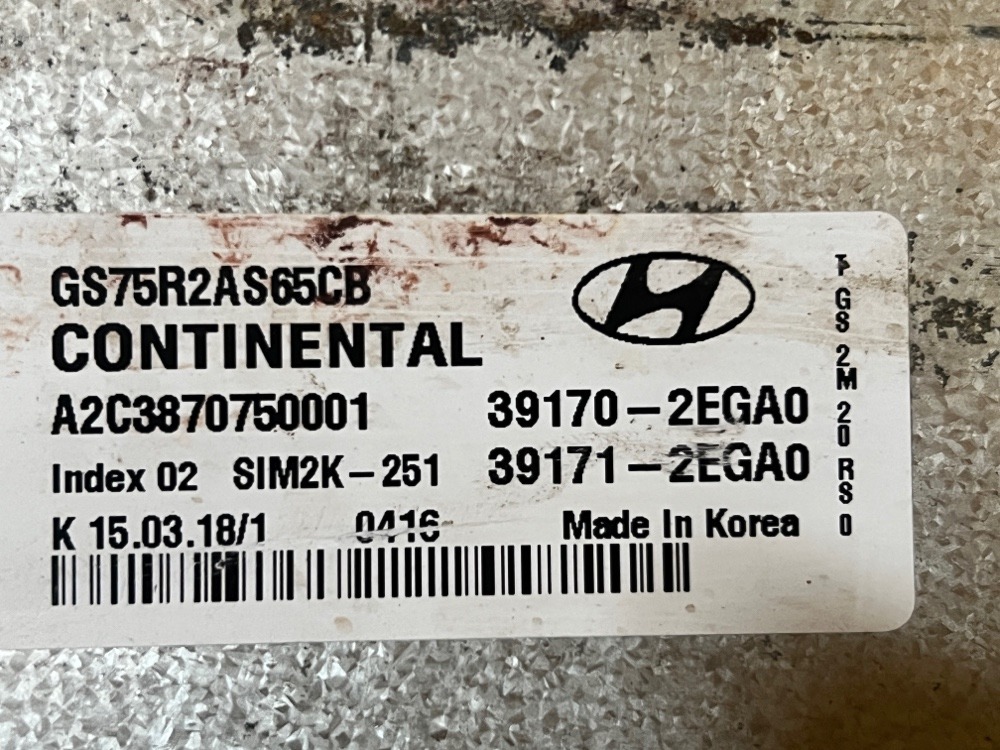 GS75R2AS65CB
CONTINENTAL
A2C3870750001 39170-2EGA0
Index 02 SIM2K-251 39171-2EGA0
K 15.03.18/1 0416 Made In Korea
GS 2M 20 RS 0